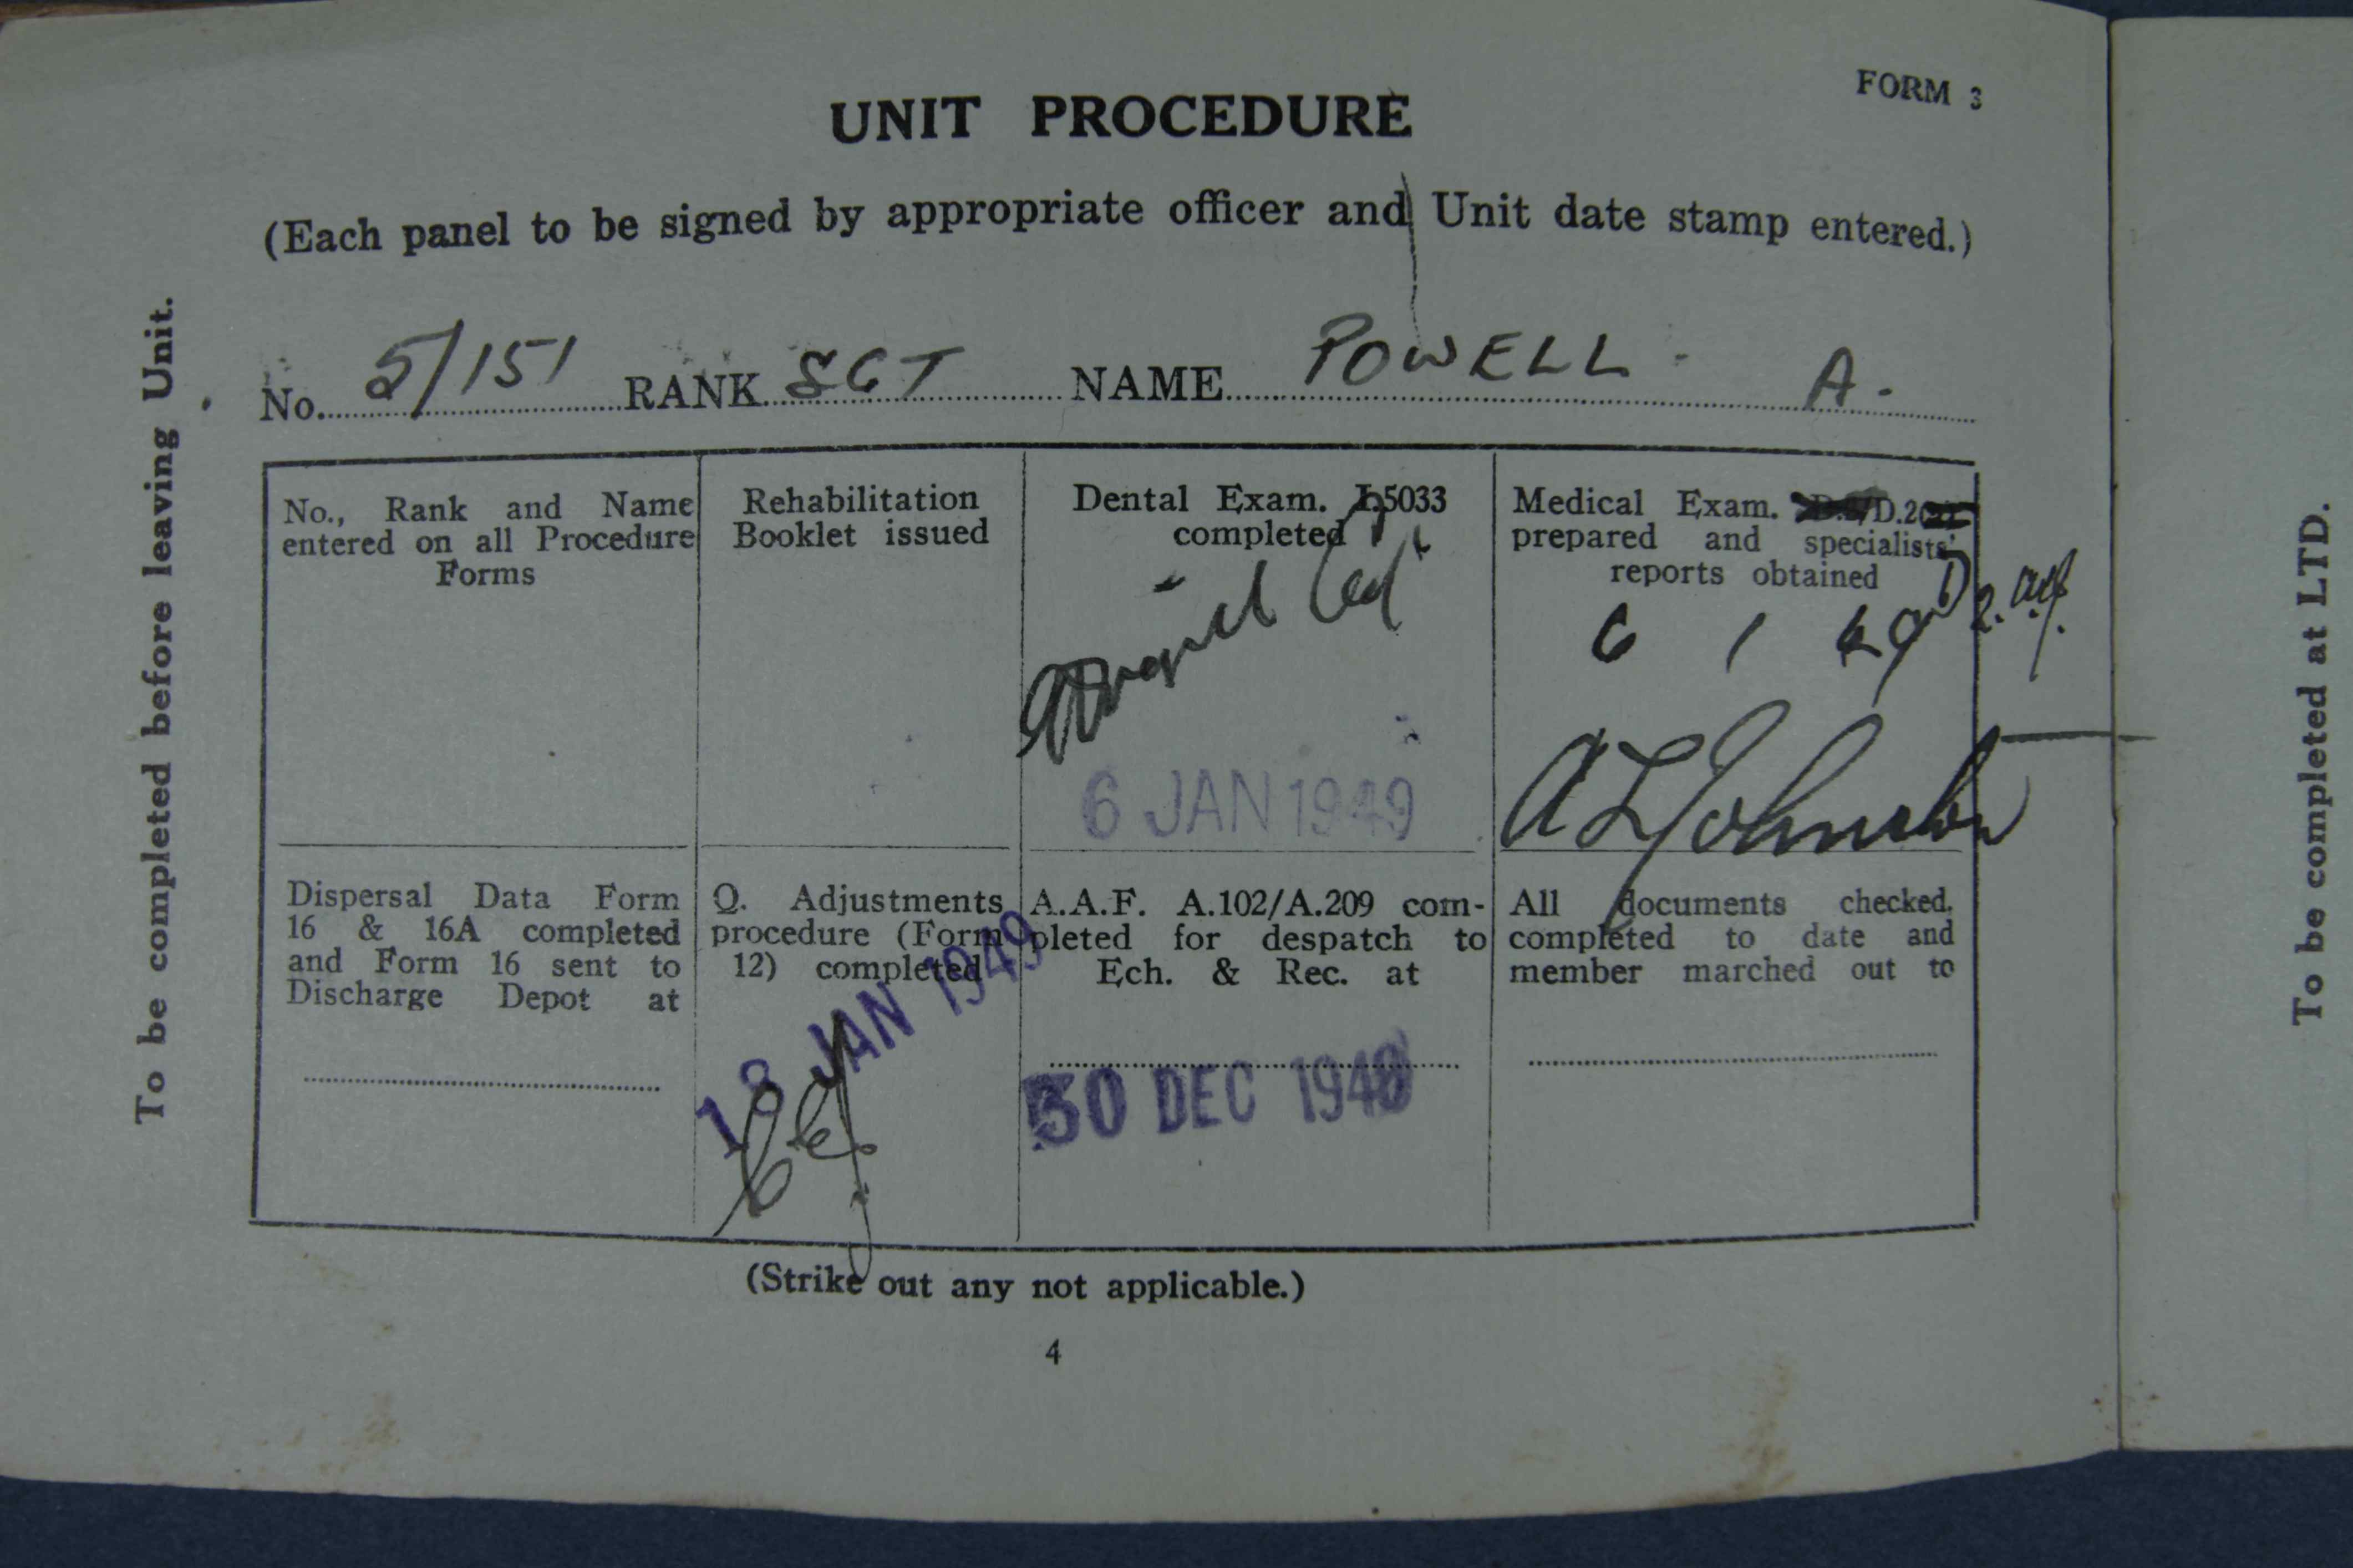 FORM 3
UNIT PROCEDURE
(Each panel to be signed by appropriate officer and Unit date stamp entered.)
To be completed before leaving Unit.
No. 5/151 RANK SGT NAME POWELL. A.
No., Rank and Name
entered on all Procedure
Forms
Rehabilitation
Booklet issued
Dental Exam. 5033
completed
6 JAN 1949
Medical Exam. D.2
prepared and specialists'
reports obtained
6 1 49
A L Johnston
Dispersal Data Form
16 & 16A completed
and Form 16 sent to
Discharge Depot at
Q. Adjustments
procedure (Form
12) completed
18 JAN 1949
A.A.F. A.102/A.209 com-
pleted for despatch to
Ech. & Rec. at
30 DEC 1948
All documents checked,
completed to date and
member marched out to
(Strike out any not applicable.)
4
To be completed at LTD.